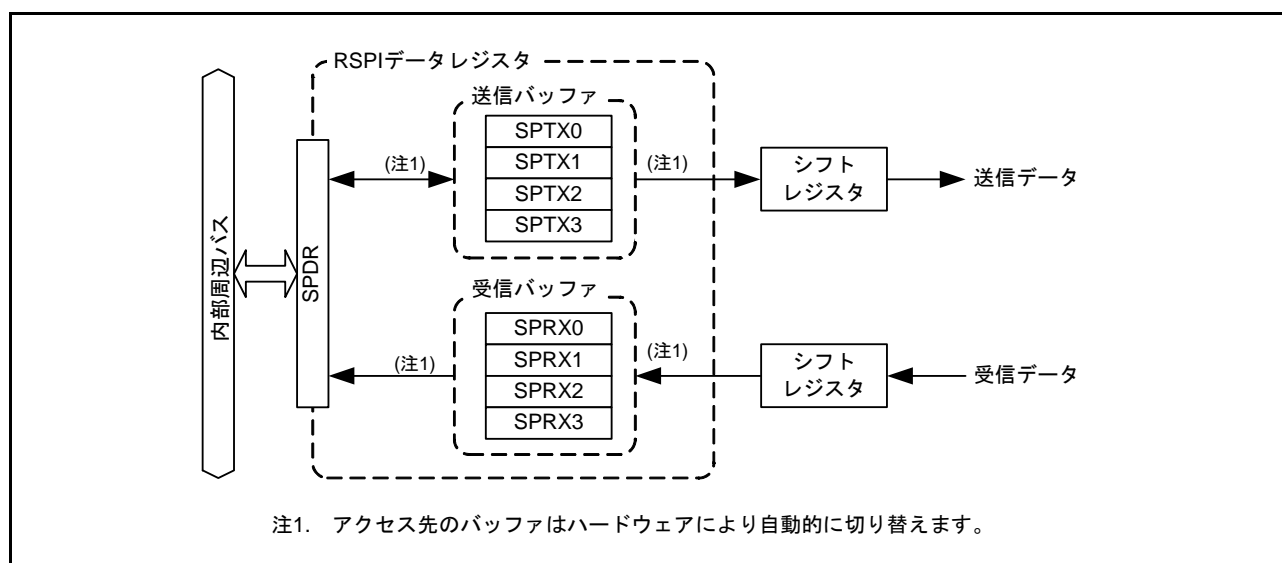 RSPIデータレジスタ
送信バッファ
SPTX0
SPTX1
SPTX2
SPTX3
(注1)
(注1)
シフト
レジスタ
送信データ
内部周辺バス
SPDR
受信バッファ
SPRX0
SPRX1
SPRX2
SPRX3
(注1)
(注1)
シフト
レジスタ
受信データ
注1. アクセス先のバッファはハードウェアにより自動的に切り替えます。